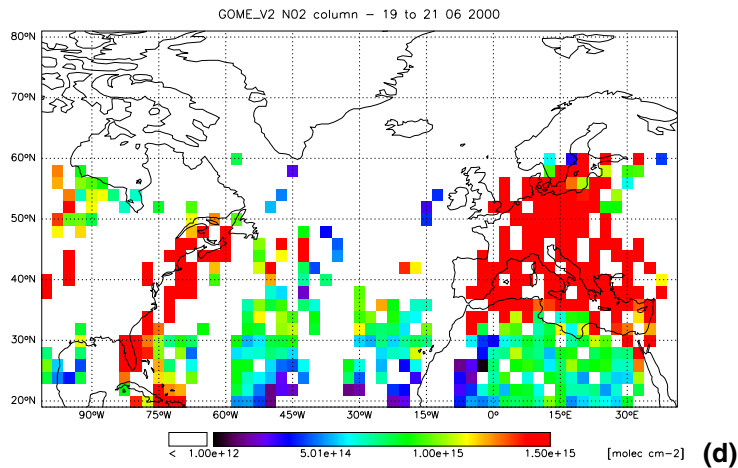 GOME_V2 NO2 column – 19 to 21 06 2000
80°N
70°N
60°N
50°N
40°N
30°N
20°N
90°W 75°W 60°W 45°W 30°W 15°W 0°E 15°E 30°E
< 1.00e+12 5.01e+14 1.00e+15 1.50e+15 [molec cm-2] (d)